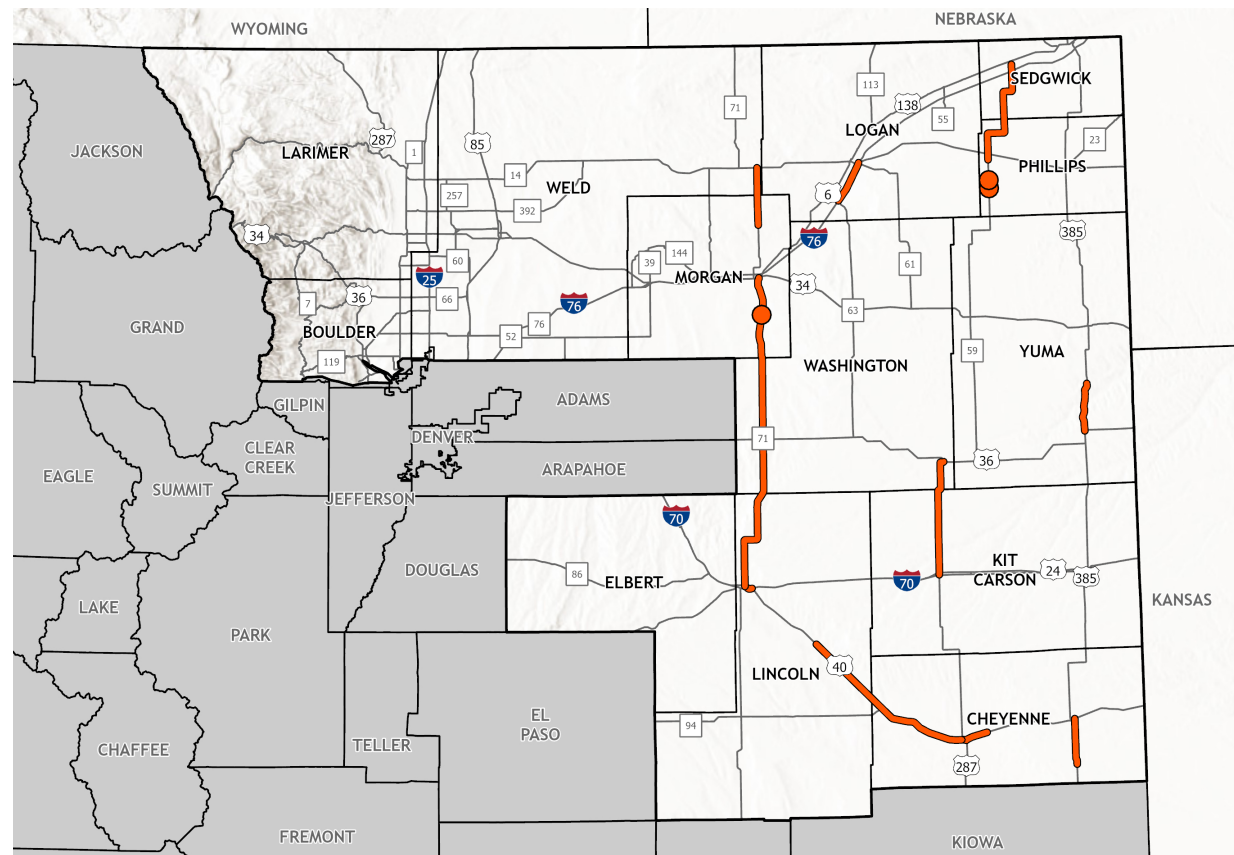 WYOMING
NEBRASKA
SEDGWICK
113
71
138
LOGAN
55
287
85
23
JACKSON
LARIMER
1
PHILLIPS
14
WELD
257
6
392
34
385
76
144
39
60
61
25
MORGAN
34
36
7
66
76
63
GRAND
BOULDER
76
52
59
YUMA
119
WASHINGTON
GILPIN
ADAMS
DENVER
71
CLEAR
CREEK
36
EAGLE
ARAPAHOE
SUMMIT
JEFFERSON
70
KIT
CARSON
DOUGLAS
86
ELBERT
70
24
385
LAKE
KANSAS
PARK
40
LINCOLN
EL
PASO
94
CHEYENNE
TELLER
CHAFFEE
287
FREMONT
KIOWA